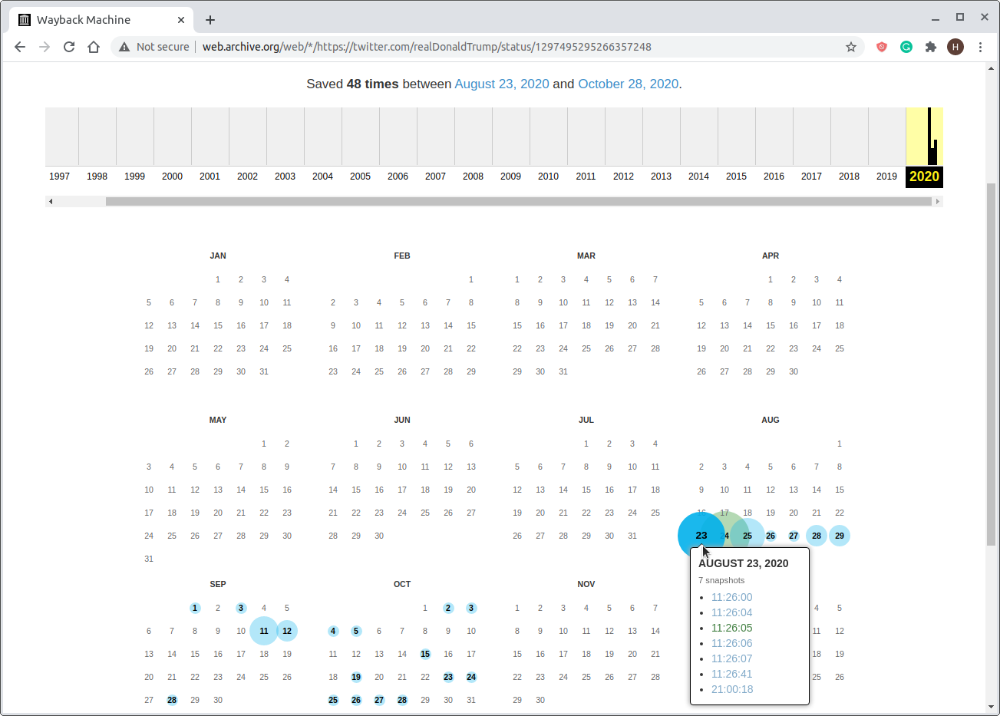 Wayback Machine
Not secure web.archive.org/web/*/https://twitter.com/realDonaldTrump/status/1297495295266357248 H
Saved 48 times between August 23, 2020 and October 28, 2020.
1997 1998 1999 2000 2001 2002 2003 2004 2005 2006 2007 2008 2009 2010 2011 2012 2013 2014 2015 2016 2017 2018 2019 2020
JAN FEB MAR APR
1 2 3 4 1 1 2 3 4 5 6 7 1 2 3 4
5 6 7 8 9 10 11 2 3 4 5 6 7 8 8 9 10 11 12 13 14 5 6 7 8 9 10 11
12 13 14 15 16 17 18 9 10 11 12 13 14 15 15 16 17 18 19 20 21 12 13 14 15 16 17 18
19 20 21 22 23 24 25 16 17 18 19 20 21 22 22 23 24 25 26 27 28 19 20 21 22 23 24 25
26 27 28 29 30 31 23 24 25 26 27 28 29 29 30 31 26 27 28 29 30
MAY JUN JUL AUG
1 2 1 2 3 4 5 6 1 2 3 4 1
3 4 5 6 7 8 9 7 8 9 10 11 12 13 5 6 7 8 9 10 11 2 3 4 5 6 7 8
10 11 12 13 14 15 16 14 15 16 17 18 19 20 12 13 14 15 16 17 18 9 10 11 12 13 14 15
17 18 19 20 21 22 23 21 22 23 24 25 26 27 19 20 21 22 23 24 25 16 17 18 19 20 21 22
24 25 26 27 28 29 30 28 29 30 26 27 28 29 30 31 23 24 25 26 27 28 29
31
SEP OCT NOV
1 2 3 4 5 1 2 3 1 2 3 4 5 6 7 4 5
6 7 8 9 10 11 12 4 5 6 7 8 9 10 8 9 10 11 12 13 14 11 12
13 14 15 16 17 18 19 11 12 13 14 15 16 17 15 16 17 18 19 20 21 18 19
20 21 22 23 24 25 26 18 19 20 21 22 23 24 22 23 24 25 26 27 28 25 26
27 28 29 30 25 26 27 28 29 30 31 29 30
AUGUST 23, 2020
7 snapshots
11:26:00
11:26:04
11:26:05
11:26:06
11:26:07
11:26:41
21:00:18